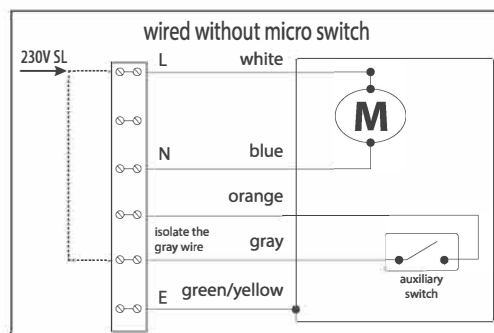 wired without micro switch
230V SL
L white
M
N blue
orange
isolate the
gray wire
gray
auxiliary
switch
E green/yellow